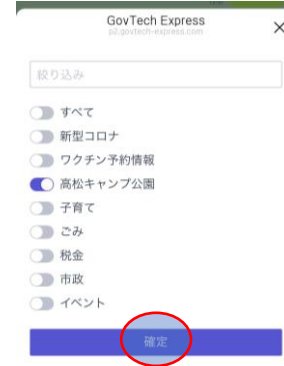 GovTech Express
p2.govtech-express.com
絞り込み
すべて
新型コロナ
ワクチン予約情報
高松キャンプ公園
子育て
ごみ
税金
市政
イベント
確定